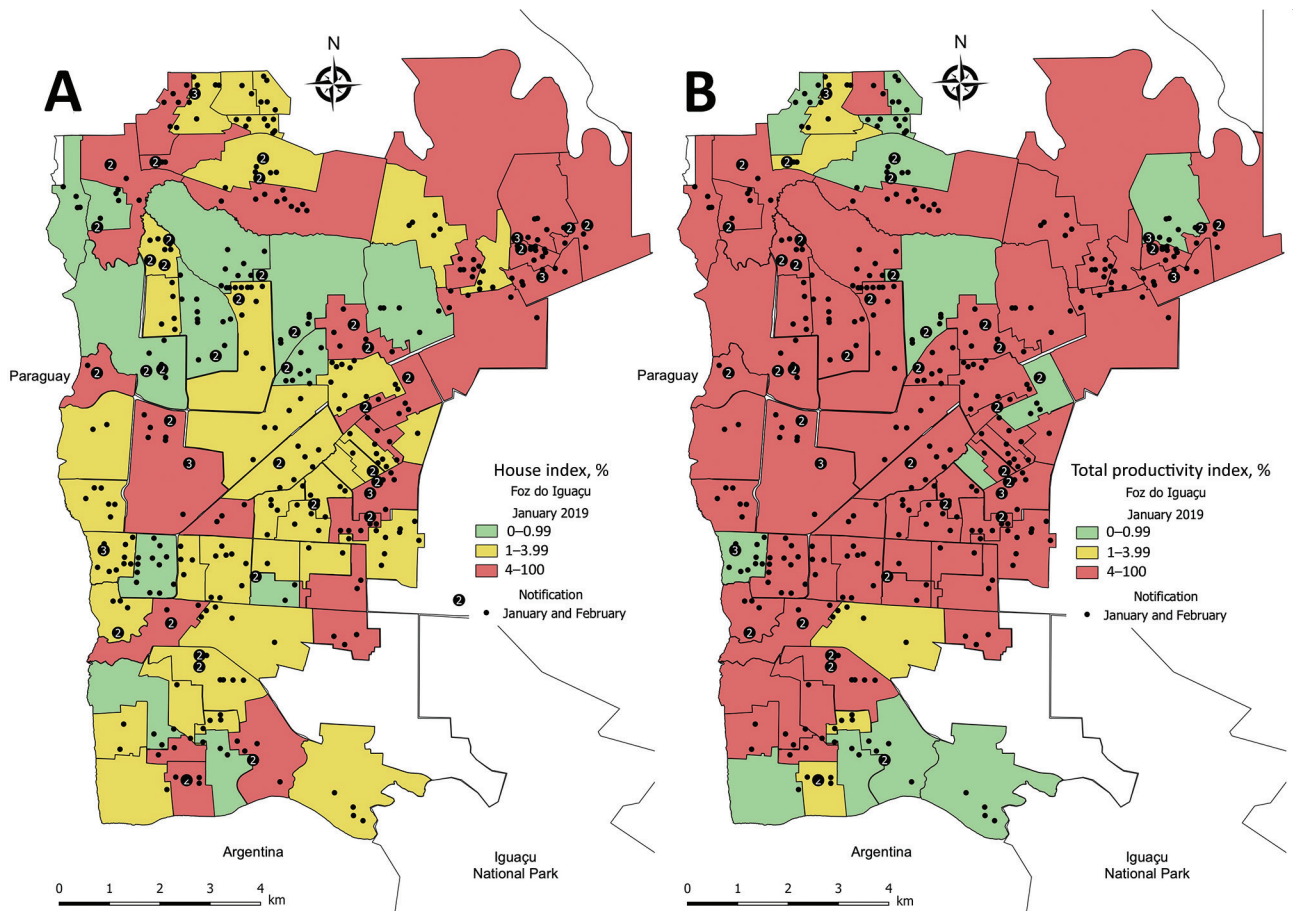 A
N
Paraguay
House index, %
Foz do Iguaçu
January 2019
0–0.99
1–3.99
4–100
Notification
2
January and February
Argentina
Iguaçu
National Park
0 1 2 3 4
km
B
N
Paraguay
Total productivity index, %
Foz do Iguaçu
January 2019
0–0.99
1–3.99
4–100
Notification
January and February
Argentina
Iguaçu
National Park
0 1 2 3 4
km